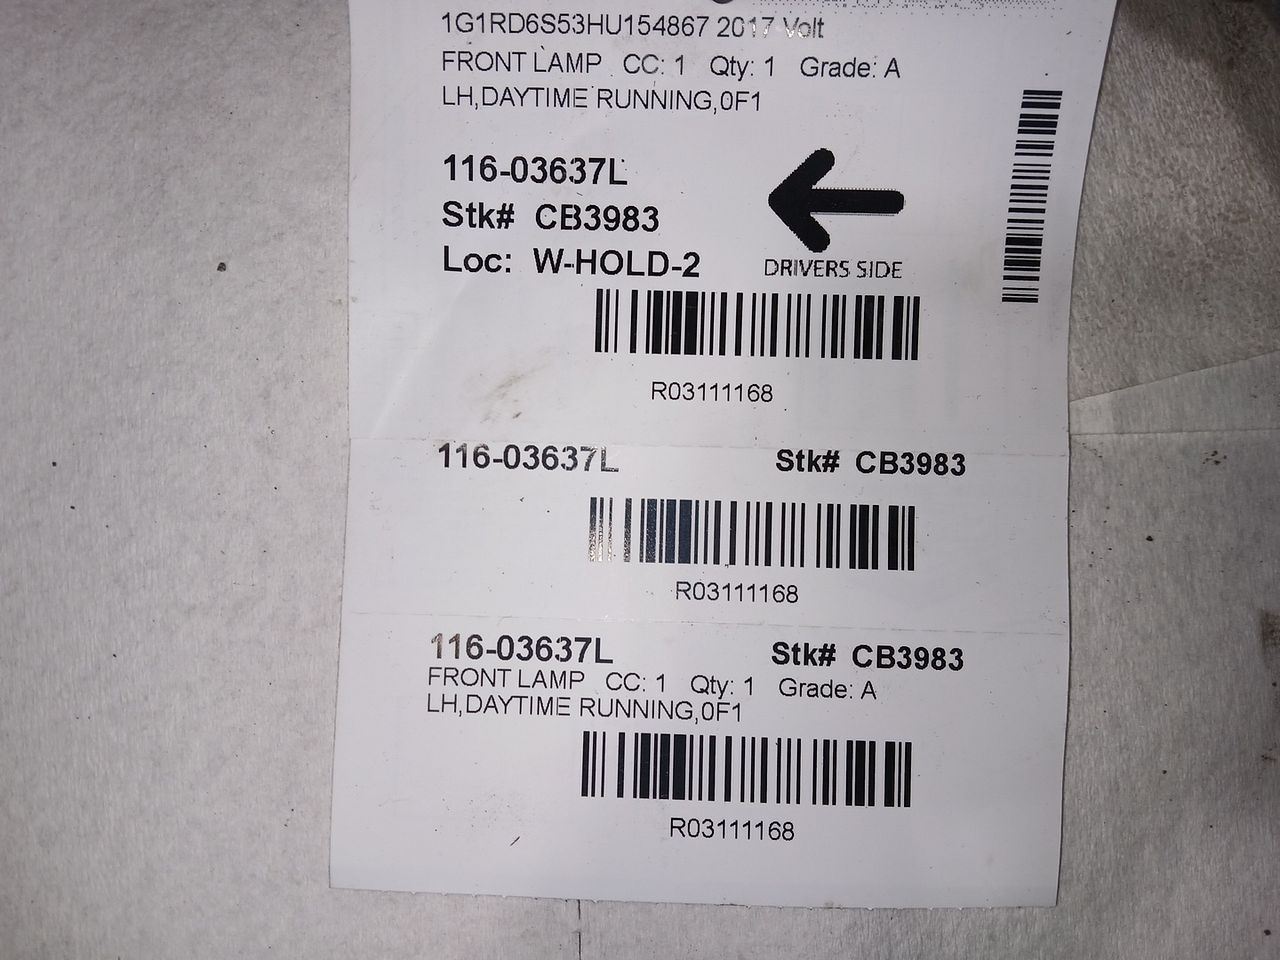 1G1RD6S53HU154867 2017 Volt
FRONT LAMP CC: 1 Qty: 1 Grade: A
LH,DAYTIME RUNNING,0F1
116-03637L
Stk# CB3983
Loc: W-HOLD-2
DRIVERS SIDE
R03111168
116-03637L Stk# CB3983
R03111168
116-03637L Stk# CB3983
FRONT LAMP CC: 1 Qty: 1 Grade: A
LH,DAYTIME RUNNING,0F1
R03111168